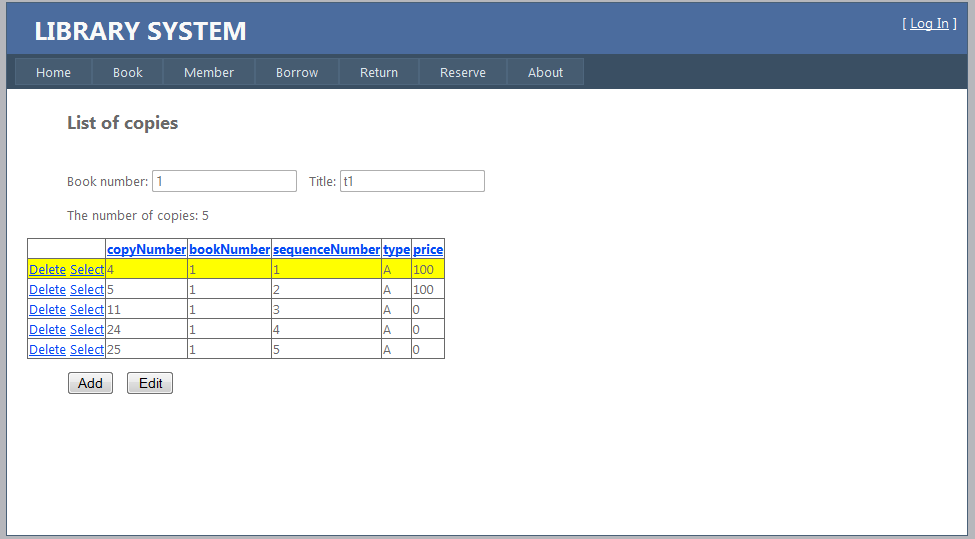 LIBRARY SYSTEM
[ Log In ]
Home Book Member Borrow Return Reserve About
List of copies
Book number: 1 Title: t1
The number of copies: 5
copyNumber bookNumber sequenceNumber type price
Delete Select 4 1 1 A 100
Delete Select 5 1 2 A 100
Delete Select 11 1 3 A 0
Delete Select 24 1 4 A 0
Delete Select 25 1 5 A 0
Add Edit